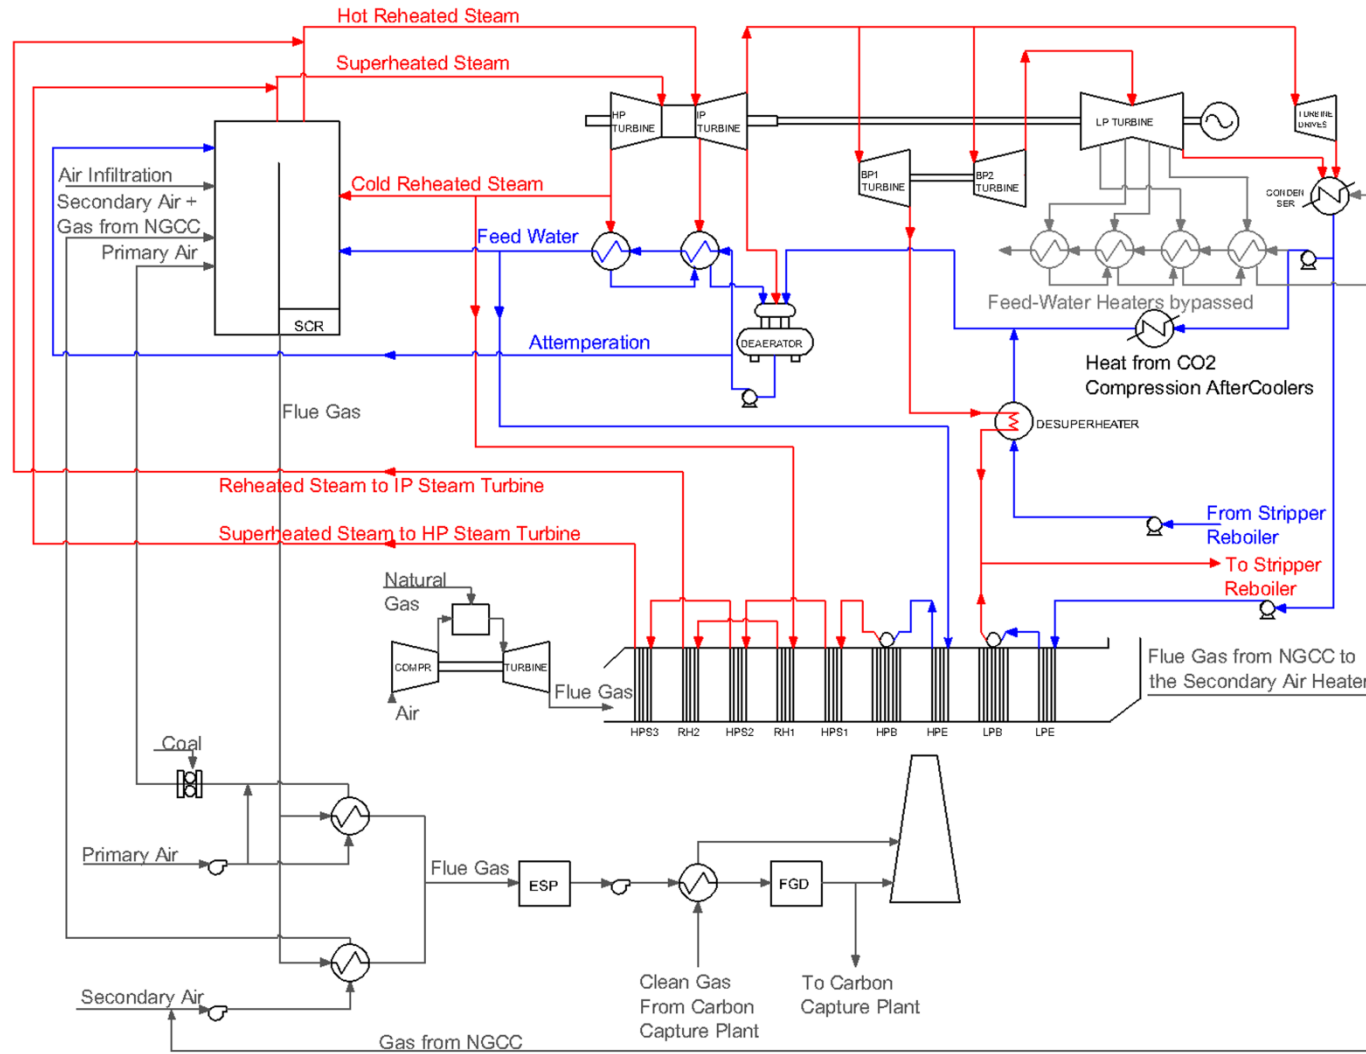 Hot Reheated Steam
Superheated Steam
HP
TURBINE
IP
TURBINE
LP TURBINE
TURBINE
DRIVES
Air Infiltration
Secondary Air +
Gas from NGCC
Primary Air
Cold Reheated Steam
BP1
TURBINE
BP2
TURBINE
CONDEN
SER
Feed Water
Feed-Water Heaters bypassed
SCR
Attemperation
DEAERATOR
Heat from CO2
Compression AfterCoolers
Flue Gas
DESUPERHEATER
Reheated Steam to IP Steam Turbine
From Stripper
Reboiler
Superheated Steam to HP Steam Turbine
To Stripper
Reboiler
Natural
Gas
COMPR
TURBINE
Air
Flue Gas
Flue Gas from NGCC to
the Secondary Air Heater
HPS3
RH2
HPS2
RH1
HPS1
HPB
HPE
LPB
LPE
Coal
Primary Air
Flue Gas
ESP
FGD
Secondary Air
Clean Gas
From Carbon
Capture Plant
To Carbon
Capture Plant
Gas from NGCC